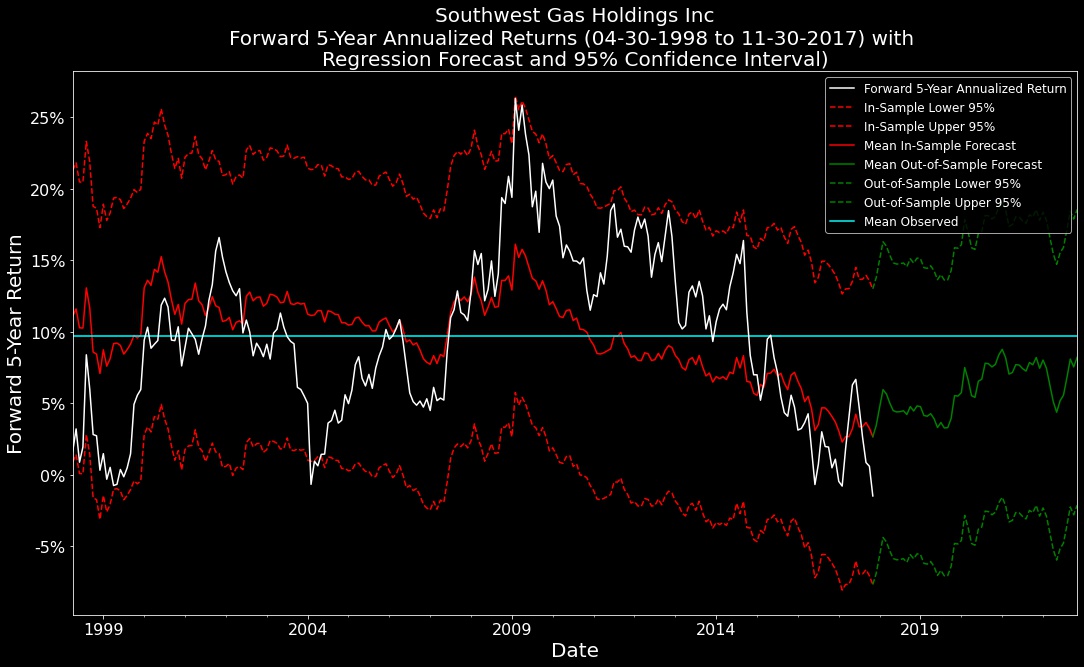 Southwest Gas Holdings Inc
Forward 5-Year Annualized Returns (04-30-1998 to 11-30-2017) with
Regression Forecast and 95% Confidence Interval)
Forward 5-Year Annualized Return
In-Sample Lower 95%
In-Sample Upper 95%
Mean In-Sample Forecast
Mean Out-of-Sample Forecast
Out-of-Sample Lower 95%
Out-of-Sample Upper 95%
Mean Observed
Forward 5-Year Return
25%
20%
15%
10%
5%
0%
-5%
1999
2004
2009
2014
2019
Date